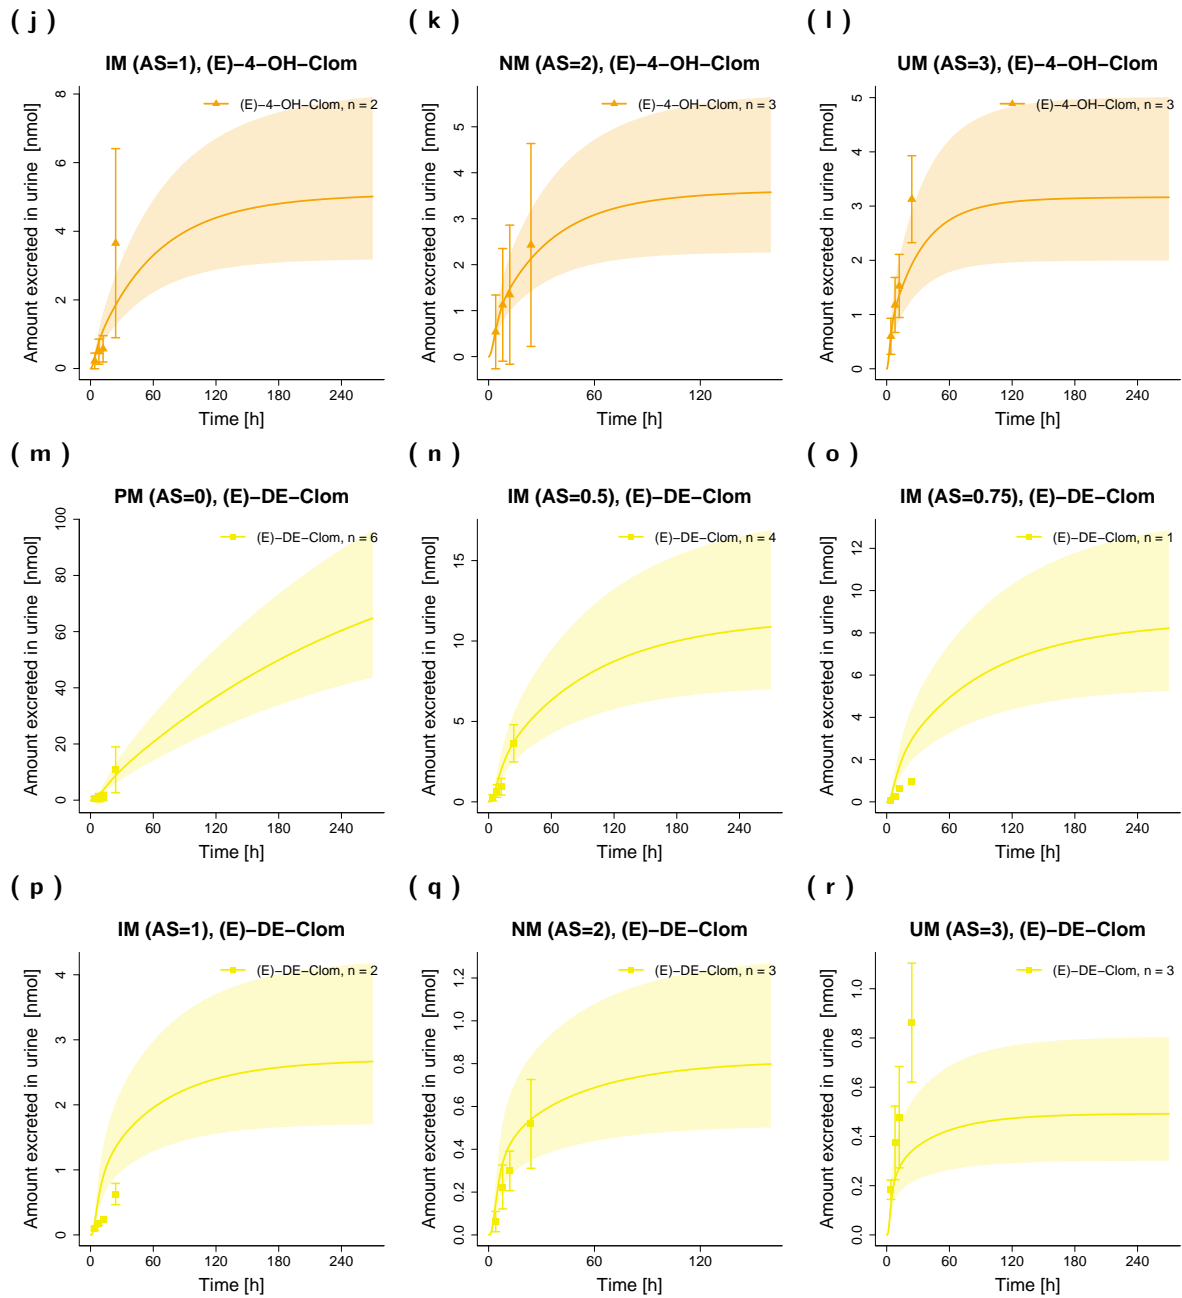 (j)
IM (AS=1), (E)−4−OH−Clom
(E)−4−OH−Clom, n = 2
Amount excreted in urine [nmol]
8
6
4
2
0
0 60 120 180 240
Time [h]
(k)
NM (AS=2), (E)−4−OH−Clom
(E)−4−OH−Clom, n = 3
Amount excreted in urine [nmol]
5
4
3
2
1
0
0 20 40 60 80 120
Time [h]
(l)
UM (AS=3), (E)−4−OH−Clom
(E)−4−OH−Clom, n = 3
Amount excreted in urine [nmol]
5
4
3
2
1
0
0 60 120 180 240
Time [h]
(m)
PM (AS=0), (E)−DE−Clom
(E)−DE−Clom, n = 6
Amount excreted in urine [nmol]
100
80
60
40
20
0
0 60 120 180 240
Time [h]
(n)
IM (AS=0.5), (E)−DE−Clom
(E)−DE−Clom, n = 4
Amount excreted in urine [nmol]
15
10
5
0
0 60 120 180 240
Time [h]
(o)
IM (AS=0.75), (E)−DE−Clom
(E)−DE−Clom, n = 1
Amount excreted in urine [nmol]
12
10
8
6
4
2
0
0 60 120 180 240
Time [h]
(p)
IM (AS=1), (E)−DE−Clom
(E)−DE−Clom, n = 2
Amount excreted in urine [nmol]
4
3
2
1
0
0 60 120 180 240
Time [h]
(q)
NM (AS=2), (E)−DE−Clom
(E)−DE−Clom, n = 3
Amount excreted in urine [nmol]
1.2
1.0
0.8
0.6
0.4
0.2
0.0
0 20 40 60 80 120
Time [h]
(r)
UM (AS=3), (E)−DE−Clom
(E)−DE−Clom, n = 3
Amount excreted in urine [nmol]
1.0
0.8
0.6
0.4
0.2
0.0
0 60 120 180 240
Time [h]